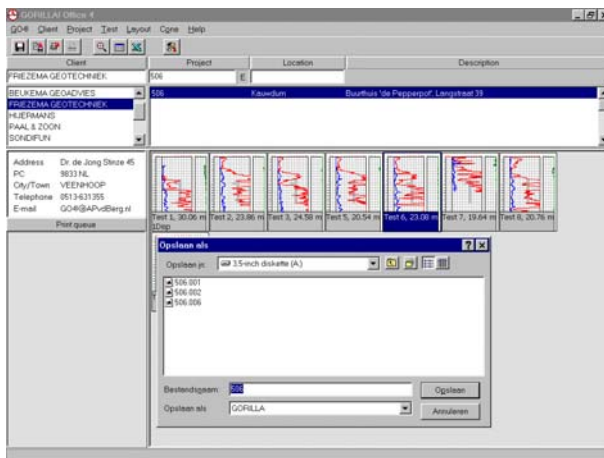 GORILLA! Office 4
GO4! Client Project Test Layout Cone Help
Client Project Location Description
FRIEZEMA GEOTECHNIEK 506 E
BEUKEMA GEOADVIES
FRIEZEMA GEOTECHNIEK
HIJERMANS
PAAL & ZOON
SONDIFUN
506 Kauwdum Buurthuis 'de Pepperpof', Langstraat 39
Address Dr. de Jong Strize 45
PC 9833 NL
City/Town VEENHOOP
Telephone 0513-631355
E-mail GO4!@APvdBerg.nl
Print queue
Test 1, 30.06 m
Test 2, 23.86 m
Test 3, 24.58 m
Test 5, 20.54 m
Test 6, 23.08 m
Test 7, 19.64 m
Test 8, 20.76 m
1Dep
Opslaan als
Opslaan in: 3.5-inch diskette (A:)
506.001
506.002
506.006
Bestandsnaam: 506 Opslaan
Opslaan als GORILLA Annuleren